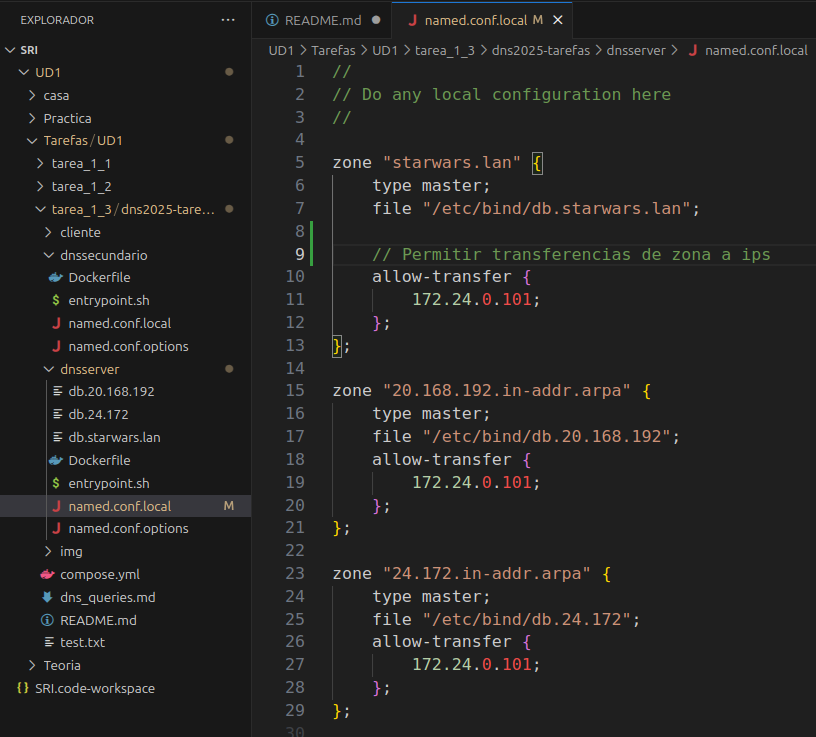 EXPLORADOR ...
SRI
UD1
casa
Practica
Tarefas / UD1
tarea_1_1
tarea_1_2
tarea_1_3 / dns2025-tare...
cliente
dnssecundario
Dockerfile
$ entrypoint.sh
J named.conf.local
J named.conf.options
dnsserver
db.20.168.192
db.24.172
db.starwars.lan
Dockerfile
$ entrypoint.sh
J named.conf.local M
J named.conf.options
img
compose.yml
dns_queries.md
README.md
test.txt
Teoria
{} SRI.code-workspace
README.md
J named.conf.local M
UD1 > Tarefas > UD1 > tarea_1_3 > dns2025-tarefas > dnsserver > J named.conf.local
1 //
2 // Do any local configuration here
3 //
4
5 zone "starwars.lan" {
6 type master;
7 file "/etc/bind/db.starwars.lan";
8
9 // Permitir transferencias de zona a ips
10 allow-transfer {
11 172.24.0.101;
12 };
13 };
14
15 zone "20.168.192.in-addr.arpa" {
16 type master;
17 file "/etc/bind/db.20.168.192";
18 allow-transfer {
19 172.24.0.101;
20 };
21 };
22
23 zone "24.172.in-addr.arpa" {
24 type master;
25 file "/etc/bind/db.24.172";
26 allow-transfer {
27 172.24.0.101;
28 };
29 };
30